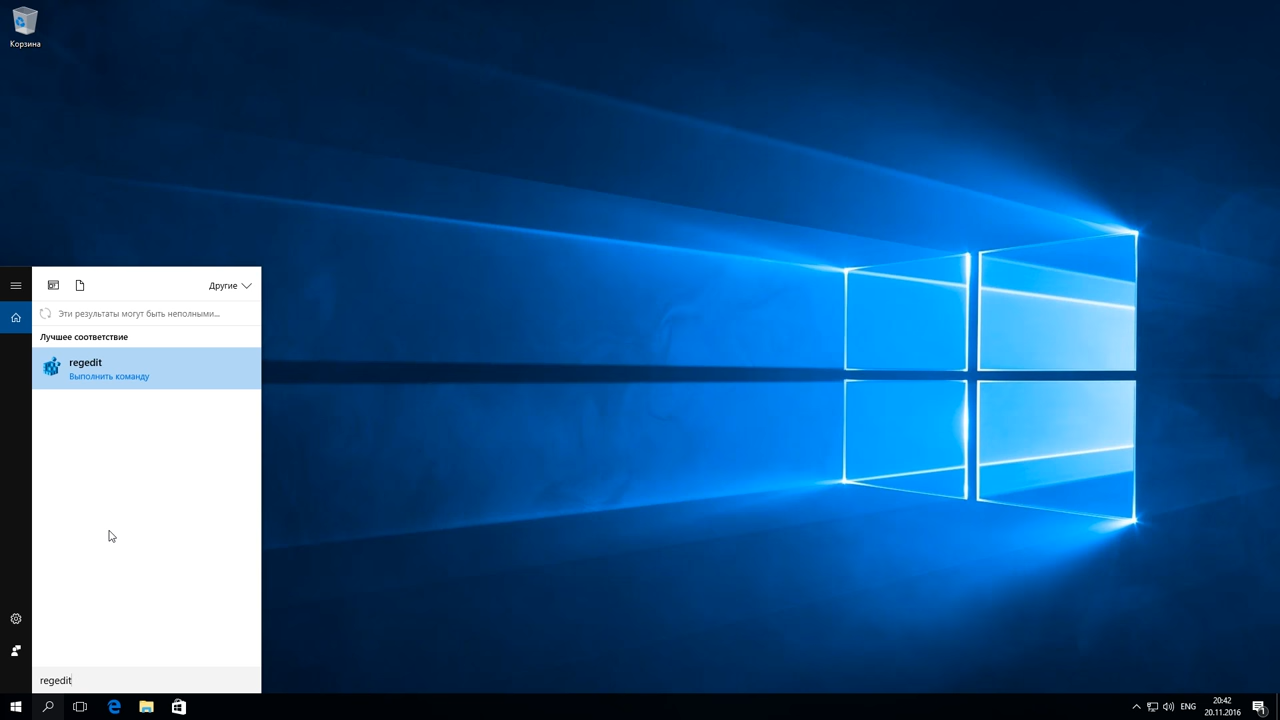 Корзина
Другие
Эти результаты могут быть неполными...
Лучшее соответствие
regedit
Выполнить команду
regedit
ENG
20:42
20.11.2016
1